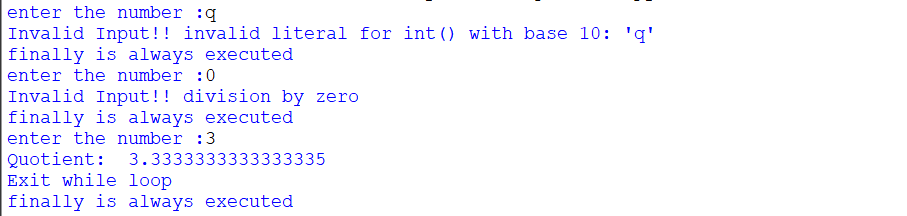 enter the number :q
Invalid Input!! invalid literal for int() with base 10: 'q'
finally is always executed
enter the number :0
Invalid Input!! division by zero
finally is always executed
enter the number :3
Quotient:  3.3333333333333335
Exit while loop
finally is always executed